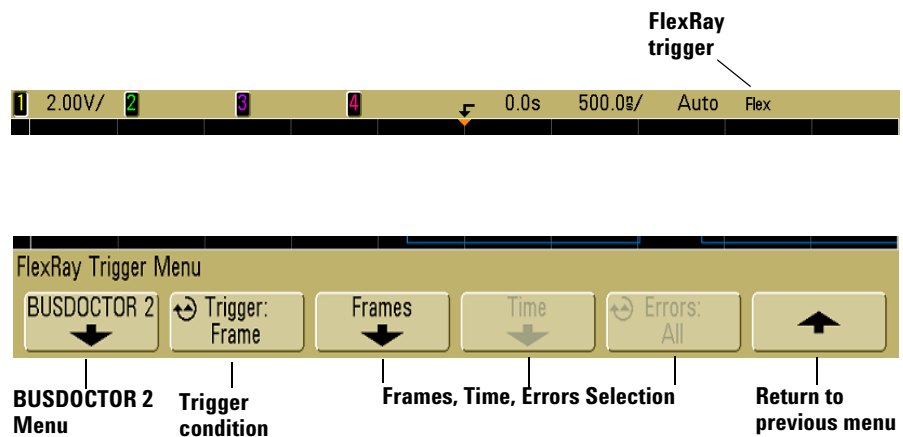 FlexRay
trigger
1 2.00V/ 2 3 4 0.0s 500.0ns/ Auto Flex
FlexRay Trigger Menu
BUSDOCTOR 2 Trigger: Frames Time Errors:
Frame All
BUSDOCTOR 2 Trigger Frames, Time, Errors Selection Return to
Menu condition previous menu